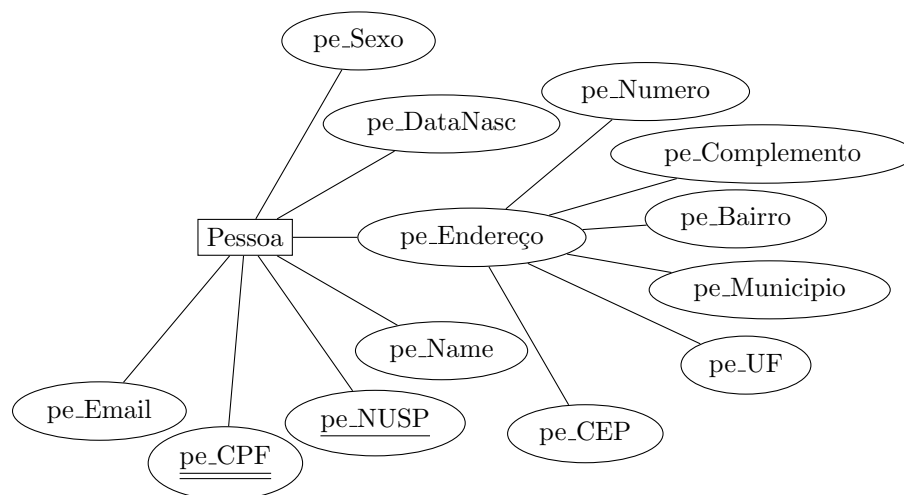 pe_Sexo
pe_Numero
pe_DataNasc
pe_Complemento
pe_Bairro
Pessoa
pe_Endereço
pe_Municipio
pe_Name
pe_UF
pe_Email
pe_NUSP
pe_CEP
pe_CPF